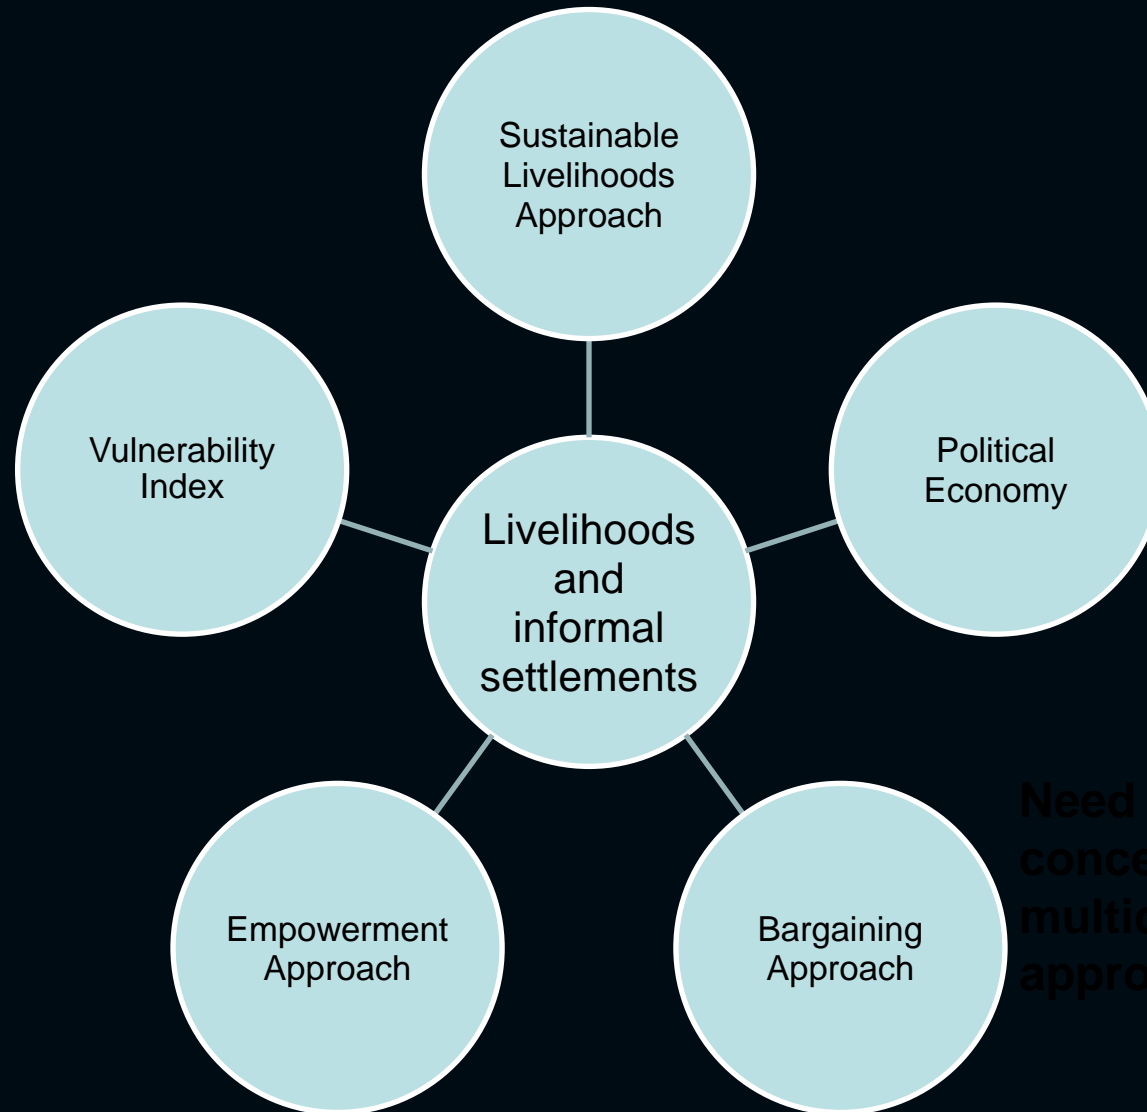 Sustainable
Livelihoods
Approach
Vulnerability
Index
Political
Economy
Livelihoods
and
informal
settlements
Empowerment
Approach
Bargaining
Approach
Need